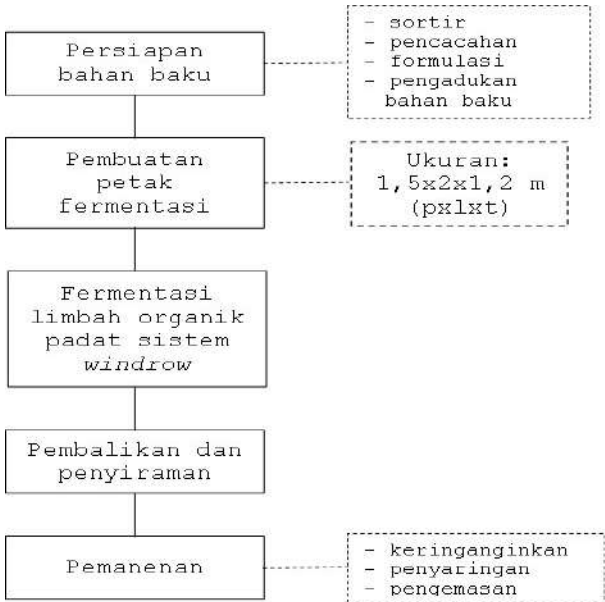 Persiapan
bahan baku
- sortir
- pencacahan
- formulasi
- pengadukan
bahan baku
Pembuatan
petak
fermentasi
Ukuran:
1,5x2x1,2 m
(pxlxt)
Fermentasi
limbah organik
padat sistem
windrow
Pembalikan dan
penyiraman
Pemanenan
- keringanginkan
- penyaringan
- pengemasan